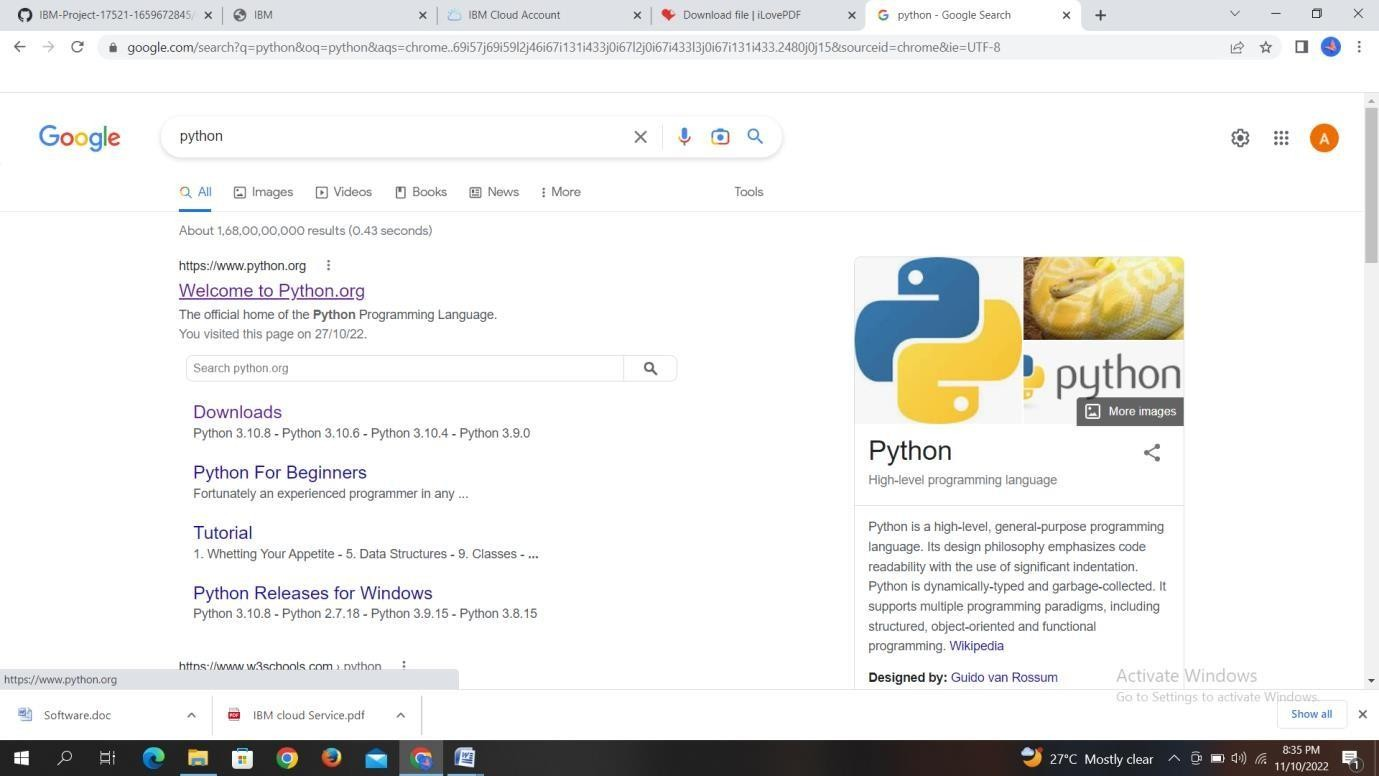 IBM-Project-17521-1659672845/
IBM
IBM Cloud Account
Download file | iLovePDF
python - Google Search
google.com/search?q=python&oq=python&aqs=chrome..69i57j69i59l2j46i67i131i433j0i67l2j0i67i433l3j0i67i131i433.2480j0j15&sourceid=chrome&ie=UTF-8
Google
python
A
All
Images
Videos
Books
News
More
Tools
About 1,68,00,00,000 results (0.43 seconds)
https://www.python.org
Welcome to Python.org
The official home of the Python Programming Language.
You visited this page on 27/10/22.
Search python.org
Downloads
Python 3.10.8 - Python 3.10.6 - Python 3.10.4 - Python 3.9.0
Python For Beginners
Fortunately an experienced programmer in any ...
Tutorial
1. Whetting Your Appetite - 5. Data Structures - 9. Classes - ...
Python Releases for Windows
Python 3.10.8 - Python 2.7.18 - Python 3.9.15 - Python 3.8.15
https://www.w3schools.com › python
python
More images
Python
High-level programming language
Python is a high-level, general-purpose programming
language. Its design philosophy emphasizes code
readability with the use of significant indentation.
Python is dynamically-typed and garbage-collected. It
supports multiple programming paradigms, including
structured, object-oriented and functional
programming. Wikipedia
Designed by: Guido van Rossum
Activate Windows
Go to Settings to activate Windows.
https://www.python.org
Software.doc
PDF
IBM cloud Service.pdf
Show all
27°C Mostly clear
8:35 PM
11/10/2022
1